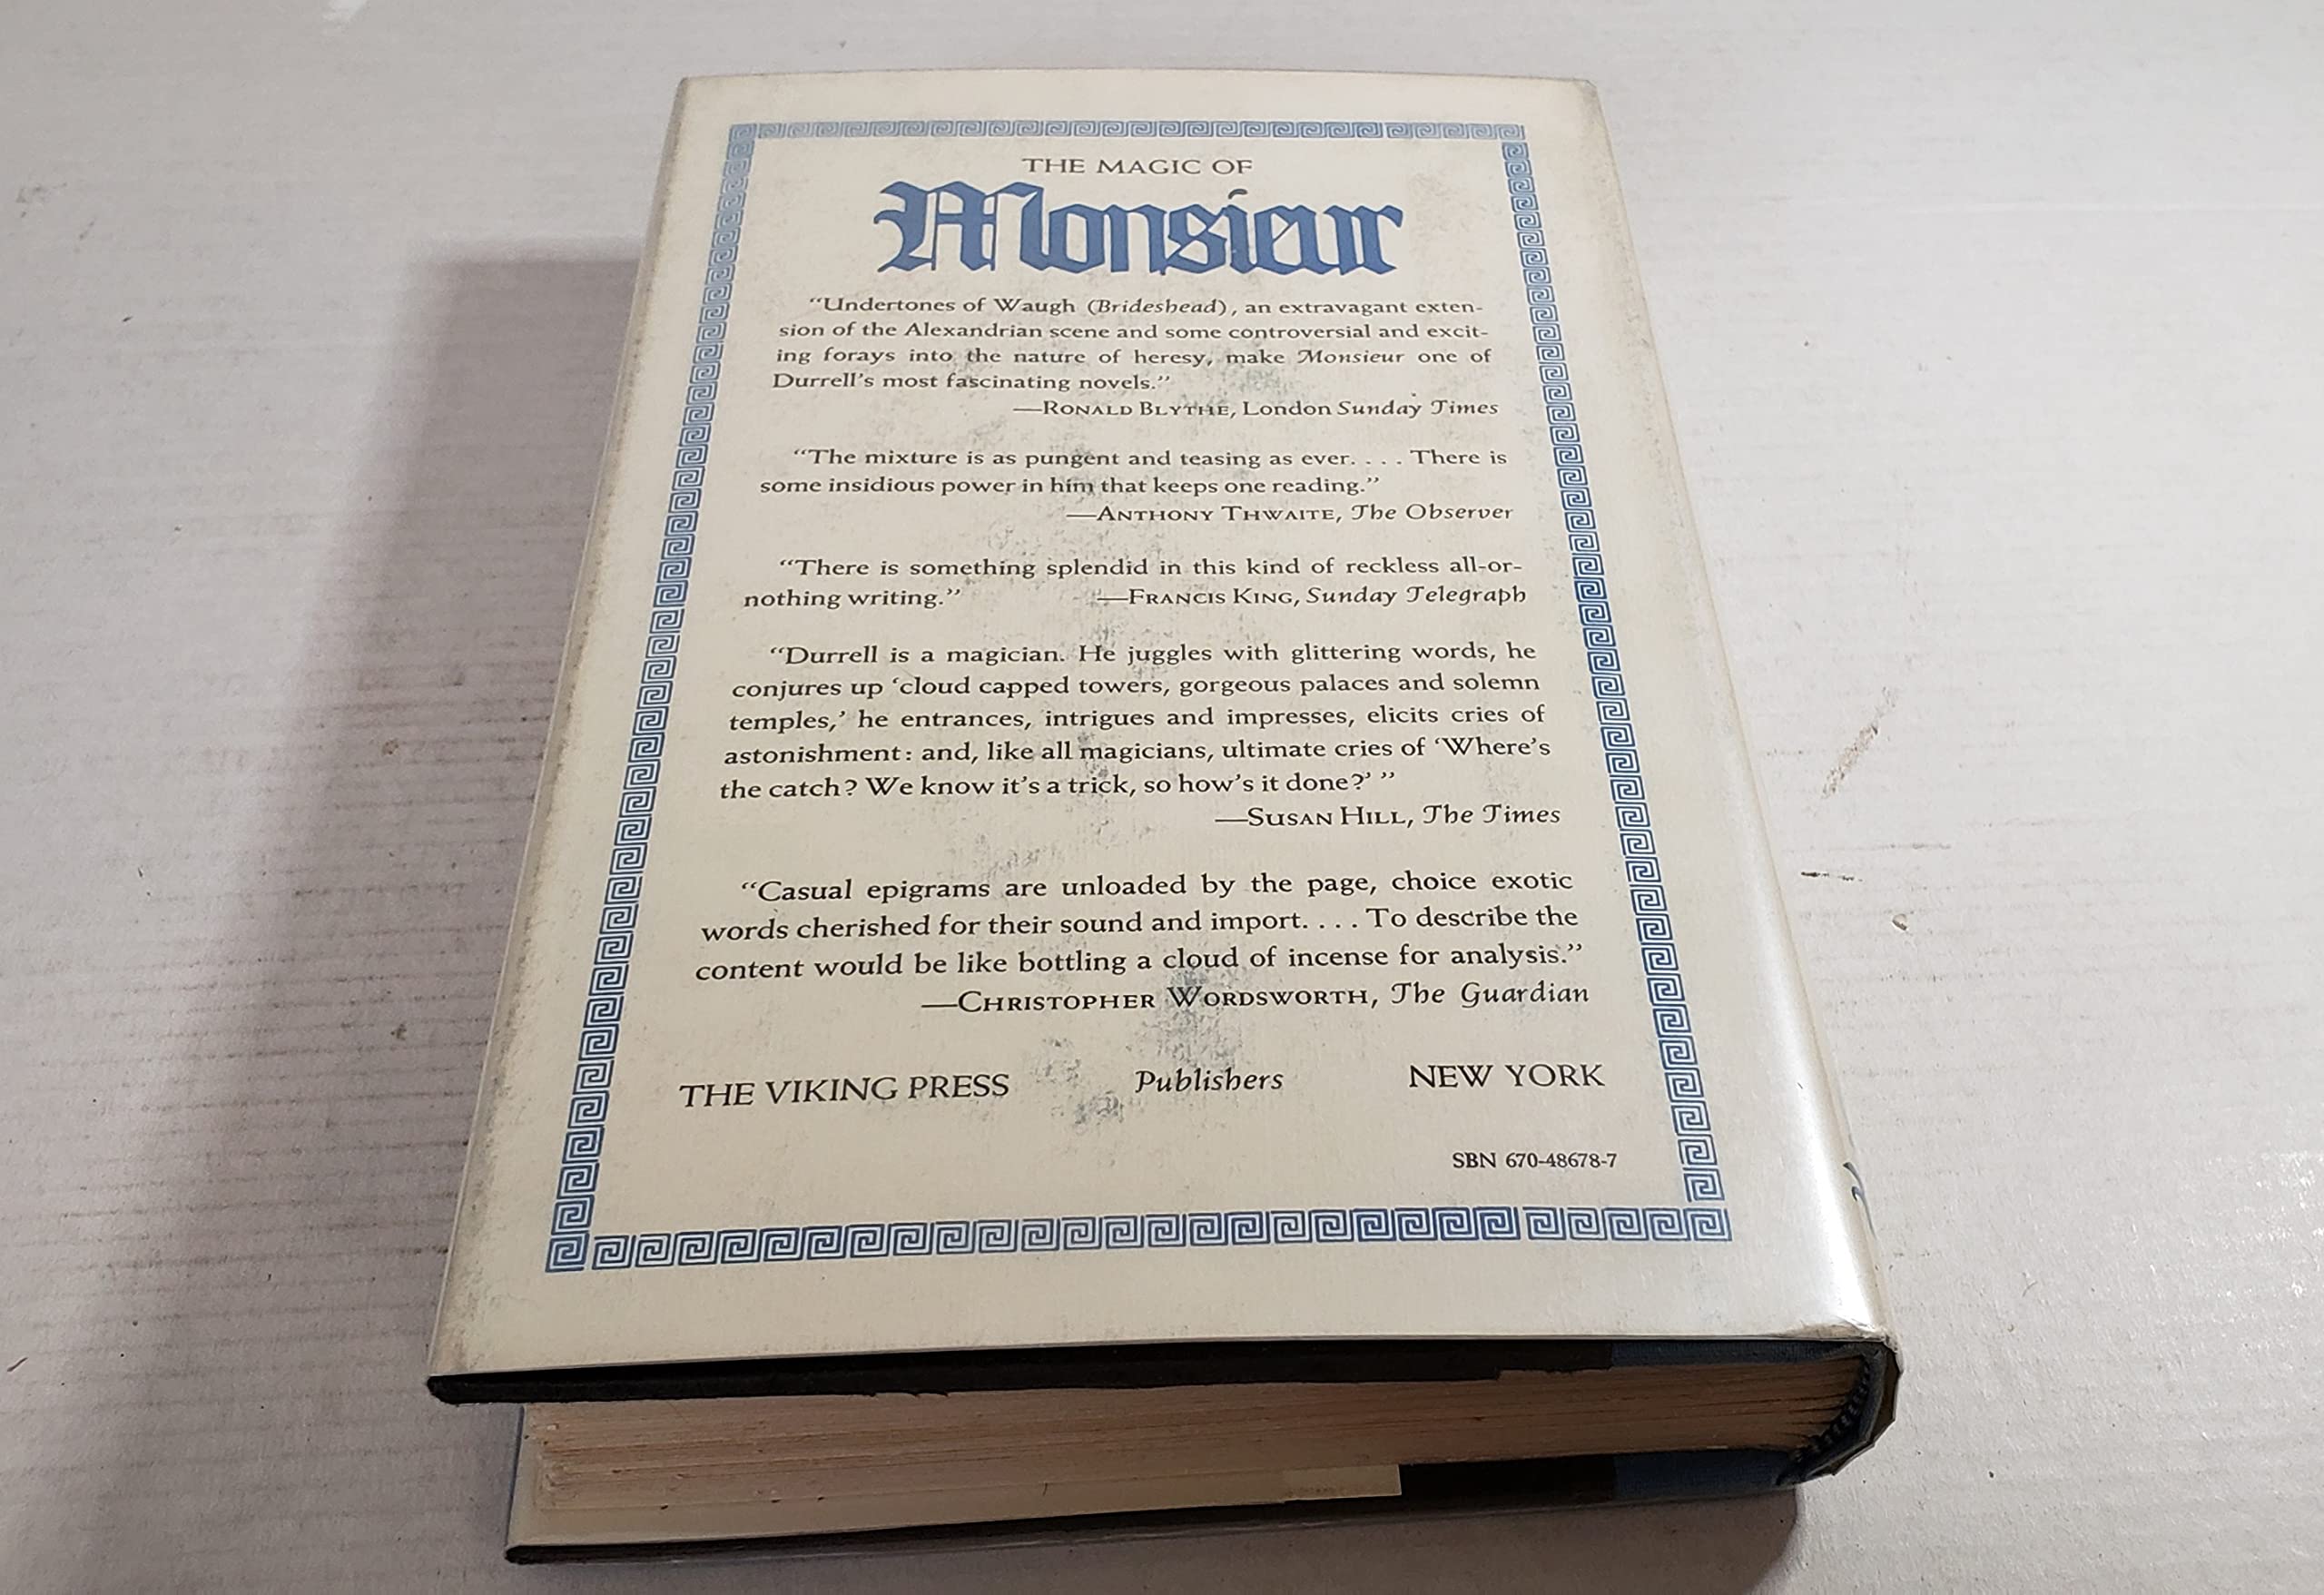 THE MAGIC OF
Monsieur
“Undertones of Waugh (Brideshead), an extravagant exten-
sion of the Alexandrian scene and some controversial and excit-
ing forays into the nature of heresy, make Monsieur one of
Durrell’s most fascinating novels.”
—RONALD BLYTHE, London Sunday Times
“The mixture is as pungent and teasing as ever. . . . There is
some insidious power in him that keeps one reading.”
—ANTHONY THWAITE, The Observer
“There is something splendid in this kind of reckless all-or-
nothing writing.” —FRANCIS KING, Sunday Telegraph
“Durrell is a magician. He juggles with glittering words, he
conjures up ‘cloud capped towers, gorgeous palaces and solemn
temples,’ he entrances, intrigues and impresses, elicits cries of
astonishment: and, like all magicians, ultimate cries of ‘Where’s
the catch? We know it’s a trick, so how’s it done?’ ”
—SUSAN HILL, The Times
“Casual epigrams are unloaded by the page, choice exotic
words cherished for their sound and import. . . . To describe the
content would be like bottling a cloud of incense for analysis.”
—CHRISTOPHER WORDSWORTH, The Guardian
THE VIKING PRESS Publishers NEW YORK
SBN 670-48678-7